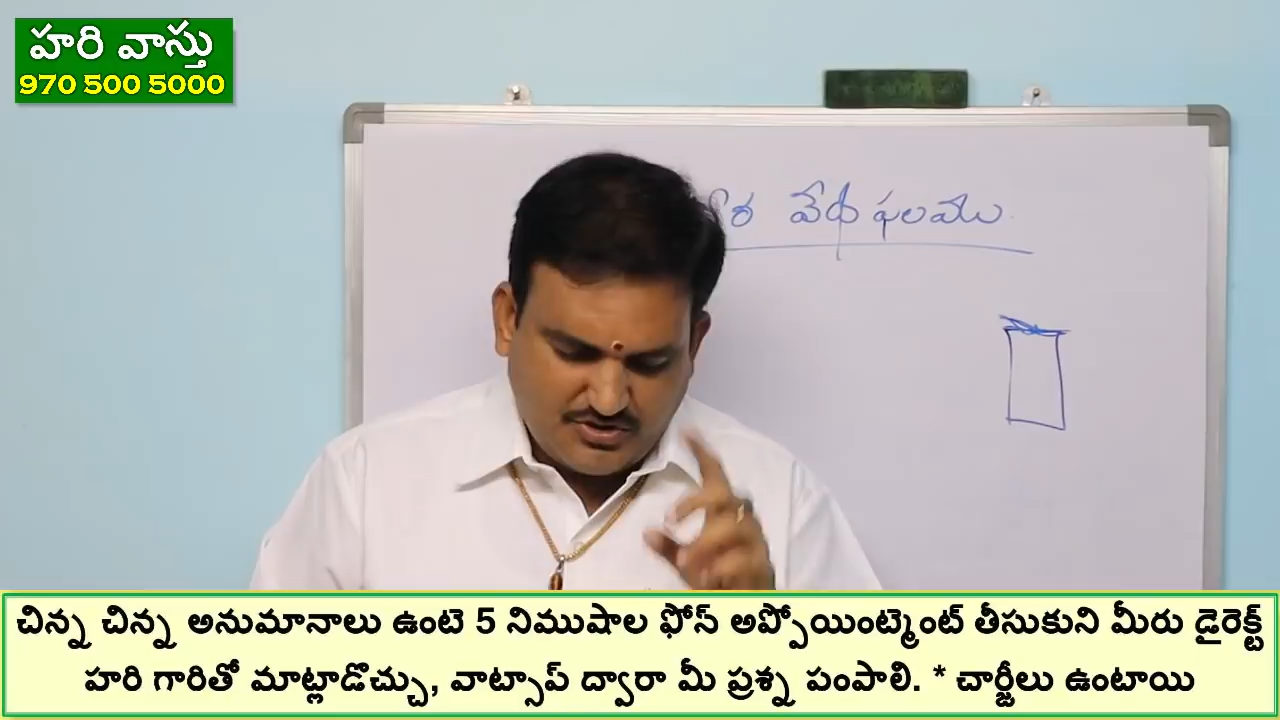 హరి వాస్తు
970 500 5000
వేధ ఫలము
చిన్న చిన్న అనుమానాలు ఉంటె 5 నిముషాల ఫోన్ అప్పోయింట్మెంట్ తీసుకుని మీరు డైరెక్ట్
హరి గారితో మాట్లాడొచ్చు, వాట్సాప్ ద్వారా మీ ప్రశ్న పంపాలి. * చార్జీలు ఉంటాయి